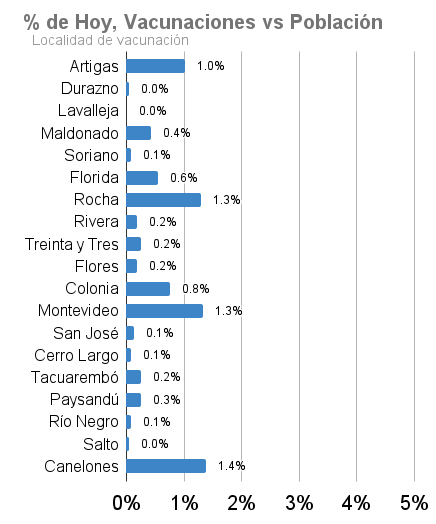 % de Hoy, Vacunaciones vs Población
Localidad de vacunación
Artigas 1.0%
Durazno 0.0%
Lavalleja 0.0%
Maldonado 0.4%
Soriano 0.1%
Florida 0.6%
Rocha 1.3%
Rivera 0.2%
Treinta y Tres 0.2%
Flores 0.2%
Colonia 0.8%
Montevideo 1.3%
San José 0.1%
Cerro Largo 0.1%
Tacuarembó 0.2%
Paysandú 0.3%
Río Negro 0.1%
Salto 0.0%
Canelones 1.4%
0% 1% 2% 3% 4% 5%